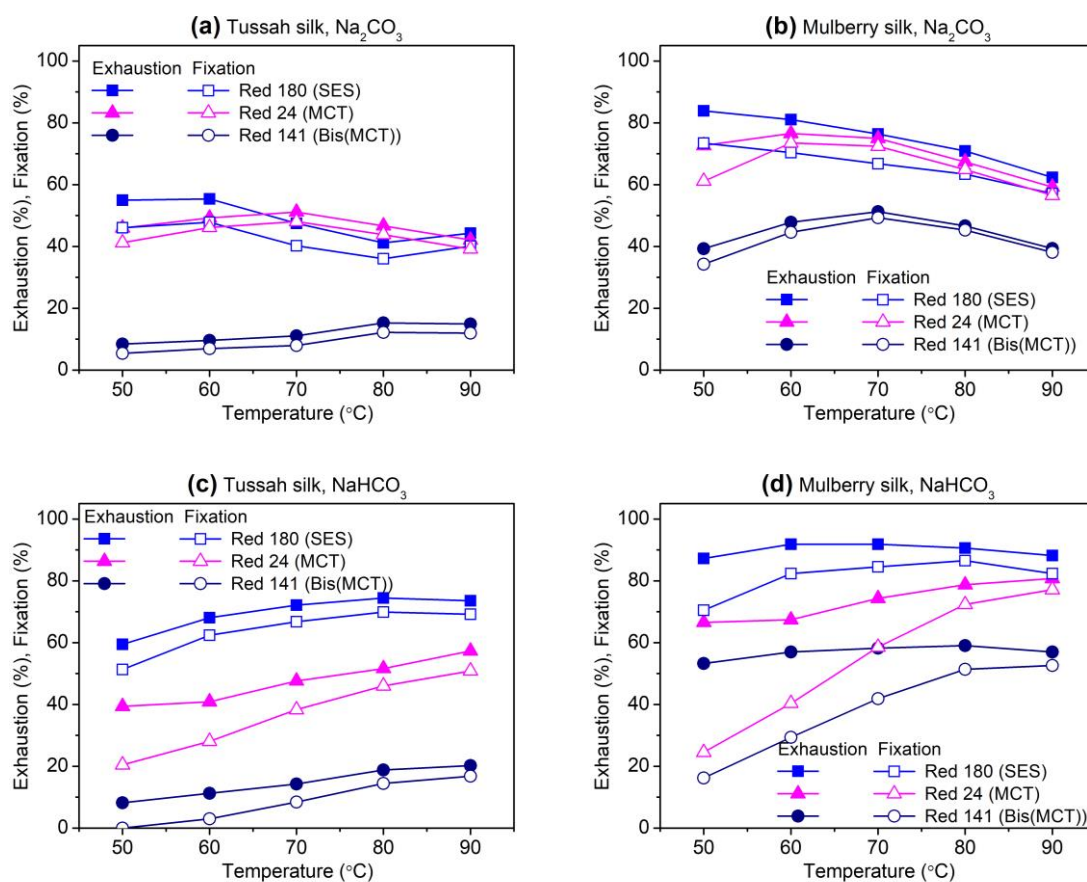 (a) Tussah silk, Na₂CO₃
Exhaustion (%), Fixation (%)
100
80
60
40
20
0
Exhaustion Fixation
Red 180 (SES)
Red 24 (MCT)
Red 141 (Bis(MCT))
50 60 70 80 90
Temperature (°C)
(b) Mulberry silk, Na₂CO₃
Exhaustion (%), Fixation (%)
100
80
60
40
20
0
Exhaustion Fixation
Red 180 (SES)
Red 24 (MCT)
Red 141 (Bis(MCT))
50 60 70 80 90
Temperature (°C)
(c) Tussah silk, NaHCO₃
Exhaustion (%), Fixation (%)
100
80
60
40
20
0
Exhaustion Fixation
Red 180 (SES)
Red 24 (MCT)
Red 141 (Bis(MCT))
50 60 70 80 90
Temperature (°C)
(d) Mulberry silk, NaHCO₃
Exhaustion (%), Fixation (%)
100
80
60
40
20
0
Exhaustion Fixation
Red 180 (SES)
Red 24 (MCT)
Red 141 (Bis(MCT))
50 60 70 80 90
Temperature (°C)